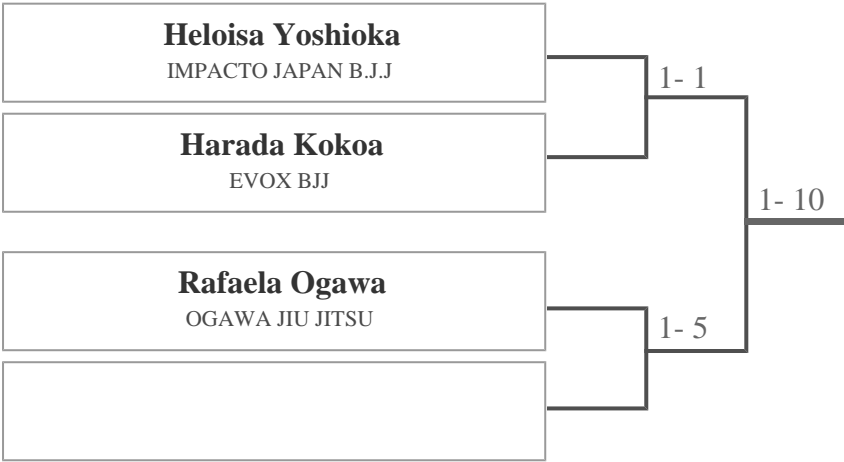 Heloisa Yoshioka
IMPACTO JAPAN B.J.J
1- 1
Harada Kokoa
EVOX BJJ
1- 10
Rafaela Ogawa
OGAWA JIU JITSU
1- 5